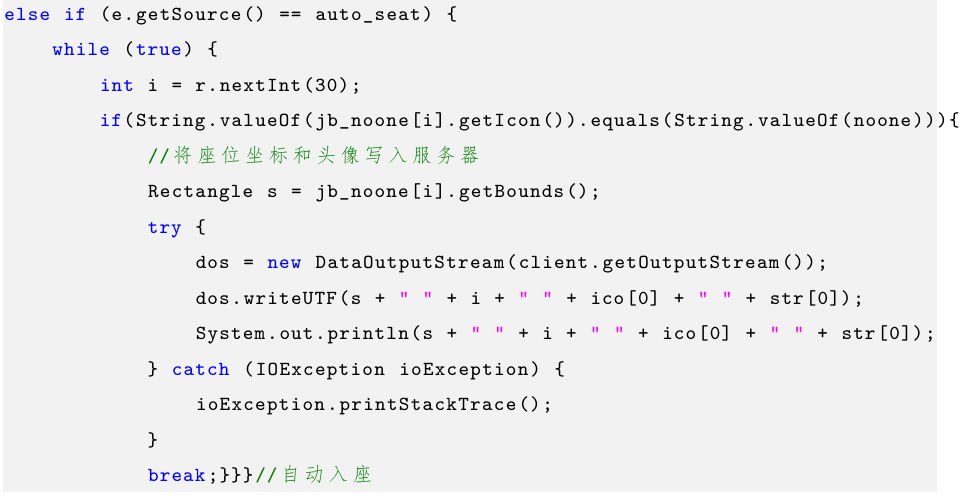 else if (e.getSource() == auto_seat) {
    while (true) {
        int i = r.nextInt(30);
        if(String.valueOf(jb_noone[i].getIcon()).equals(String.valueOf(noone))){
            //将座位坐标和头像写入服务器
            Rectangle s = jb_noone[i].getBounds();
            try {
                dos = new DataOutputStream(client.getOutputStream());
                dos.writeUTF(s + " " + i + " " + ico[0] + " " + str[0]);
                System.out.println(s + " " + i + " " + ico[0] + " " + str[0]);
            } catch (IOException ioException) {
                ioException.printStackTrace();
            }
            break;}}}//自动入座